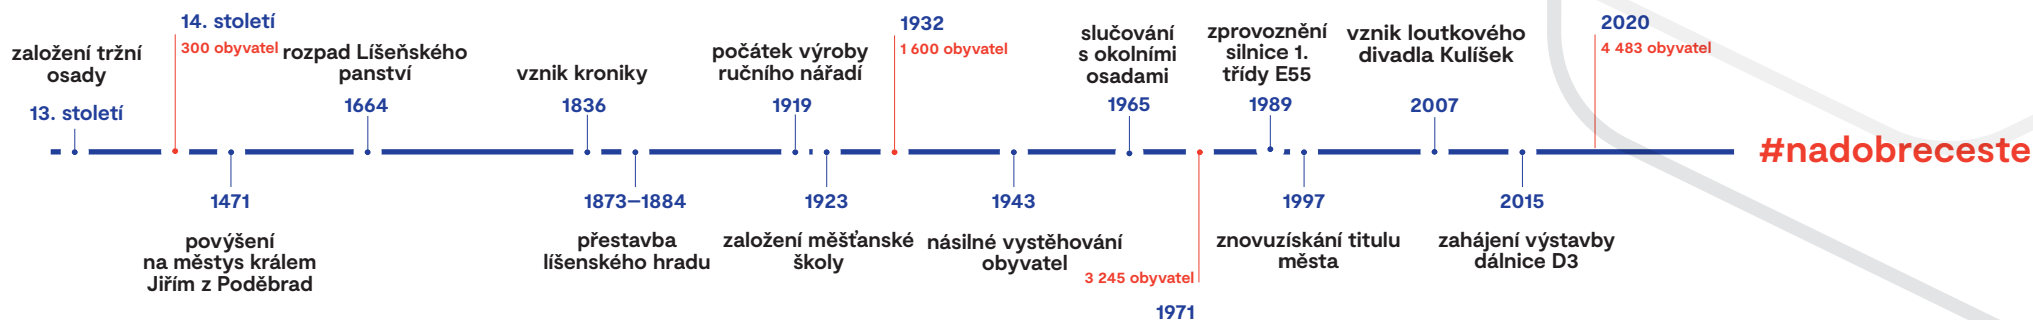 založení tržní
osady
13. století
14. století
300 obyvatel
1471
povýšení
na městys králem
Jiřím z Poděbrad
rozpad Líšeňského
panství
1664
vznik kroniky
1836
1873–1884
přestavba
líšenského hradu
počátek výroby
ručního nářadí
1919
1923
založení měšťanské
školy
1932
1 600 obyvatel
1943
násilné vystěhování
obyvatel
slučování
s okolními
osadami
1965
3 245 obyvatel
1971
zprovoznění
silnice 1.
třídy E55
1989
1997
znovuzískání titulu
města
vznik loutkového
divadla Kulíšek
2007
2015
zahájení výstavby
dálnice D3
2020
4 483 obyvatel
#nadobreceste